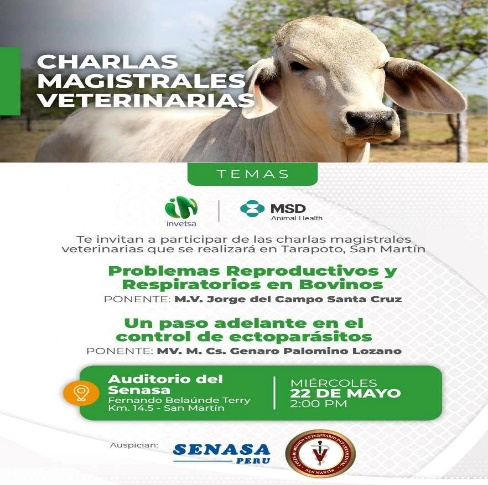 CHARLAS
MAGISTRALES
VETERINARIAS
TEMAS
invetsa
MSD
Animal Health
Te invitan a participar de las charlas magistrales
veterinarias que se realizará en Tarapoto, San Martín
Problemas Reproductivos y
Respiratorios en Bovinos
PONENTE: M.V. Jorge del Campo Santa Cruz
Un paso adelante en el
control de ectoparásitos
PONENTE: MV. M. Cs. Genaro Palomino Lozano
Auditorio del
Senasa
Fernando Belaúnde Terry
Km. 14.5 - San Martín
MIÉRCOLES
22 DE MAYO
2:00 PM
Auspician:
SENASA
PERU